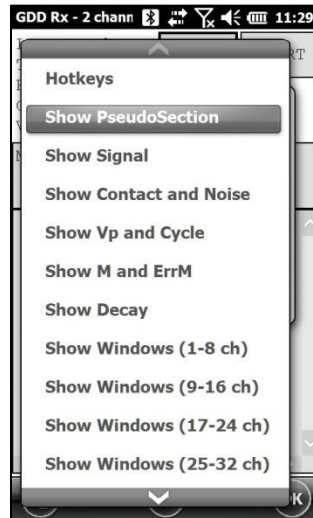 GDD Rx - 2 chann 11:29
Hotkeys
Show PseudoSection
Show Signal
Show Contact and Noise
Show Vp and Cycle
Show M and ErrM
Show Decay
Show Windows (1-8 ch)
Show Windows (9-16 ch)
Show Windows (17-24 ch)
Show Windows (25-32 ch)